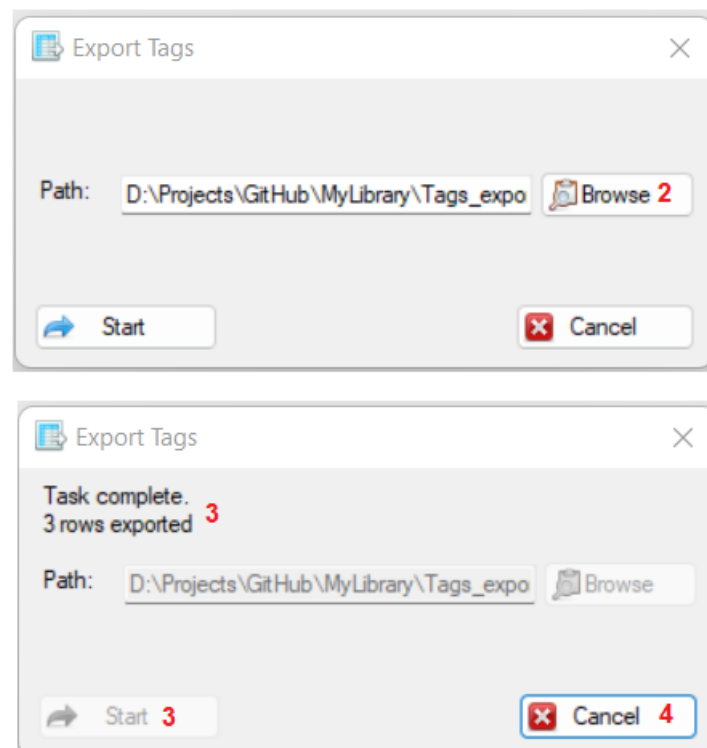 Export Tags
Path: D:\Projects\GitHub\MyLibrary\Tags_expo Browse 2
Start Cancel
Export Tags
Task complete.
3 rows exported 3
Path: D:\Projects\GitHub\MyLibrary\Tags_expo Browse
Start 3 Cancel 4